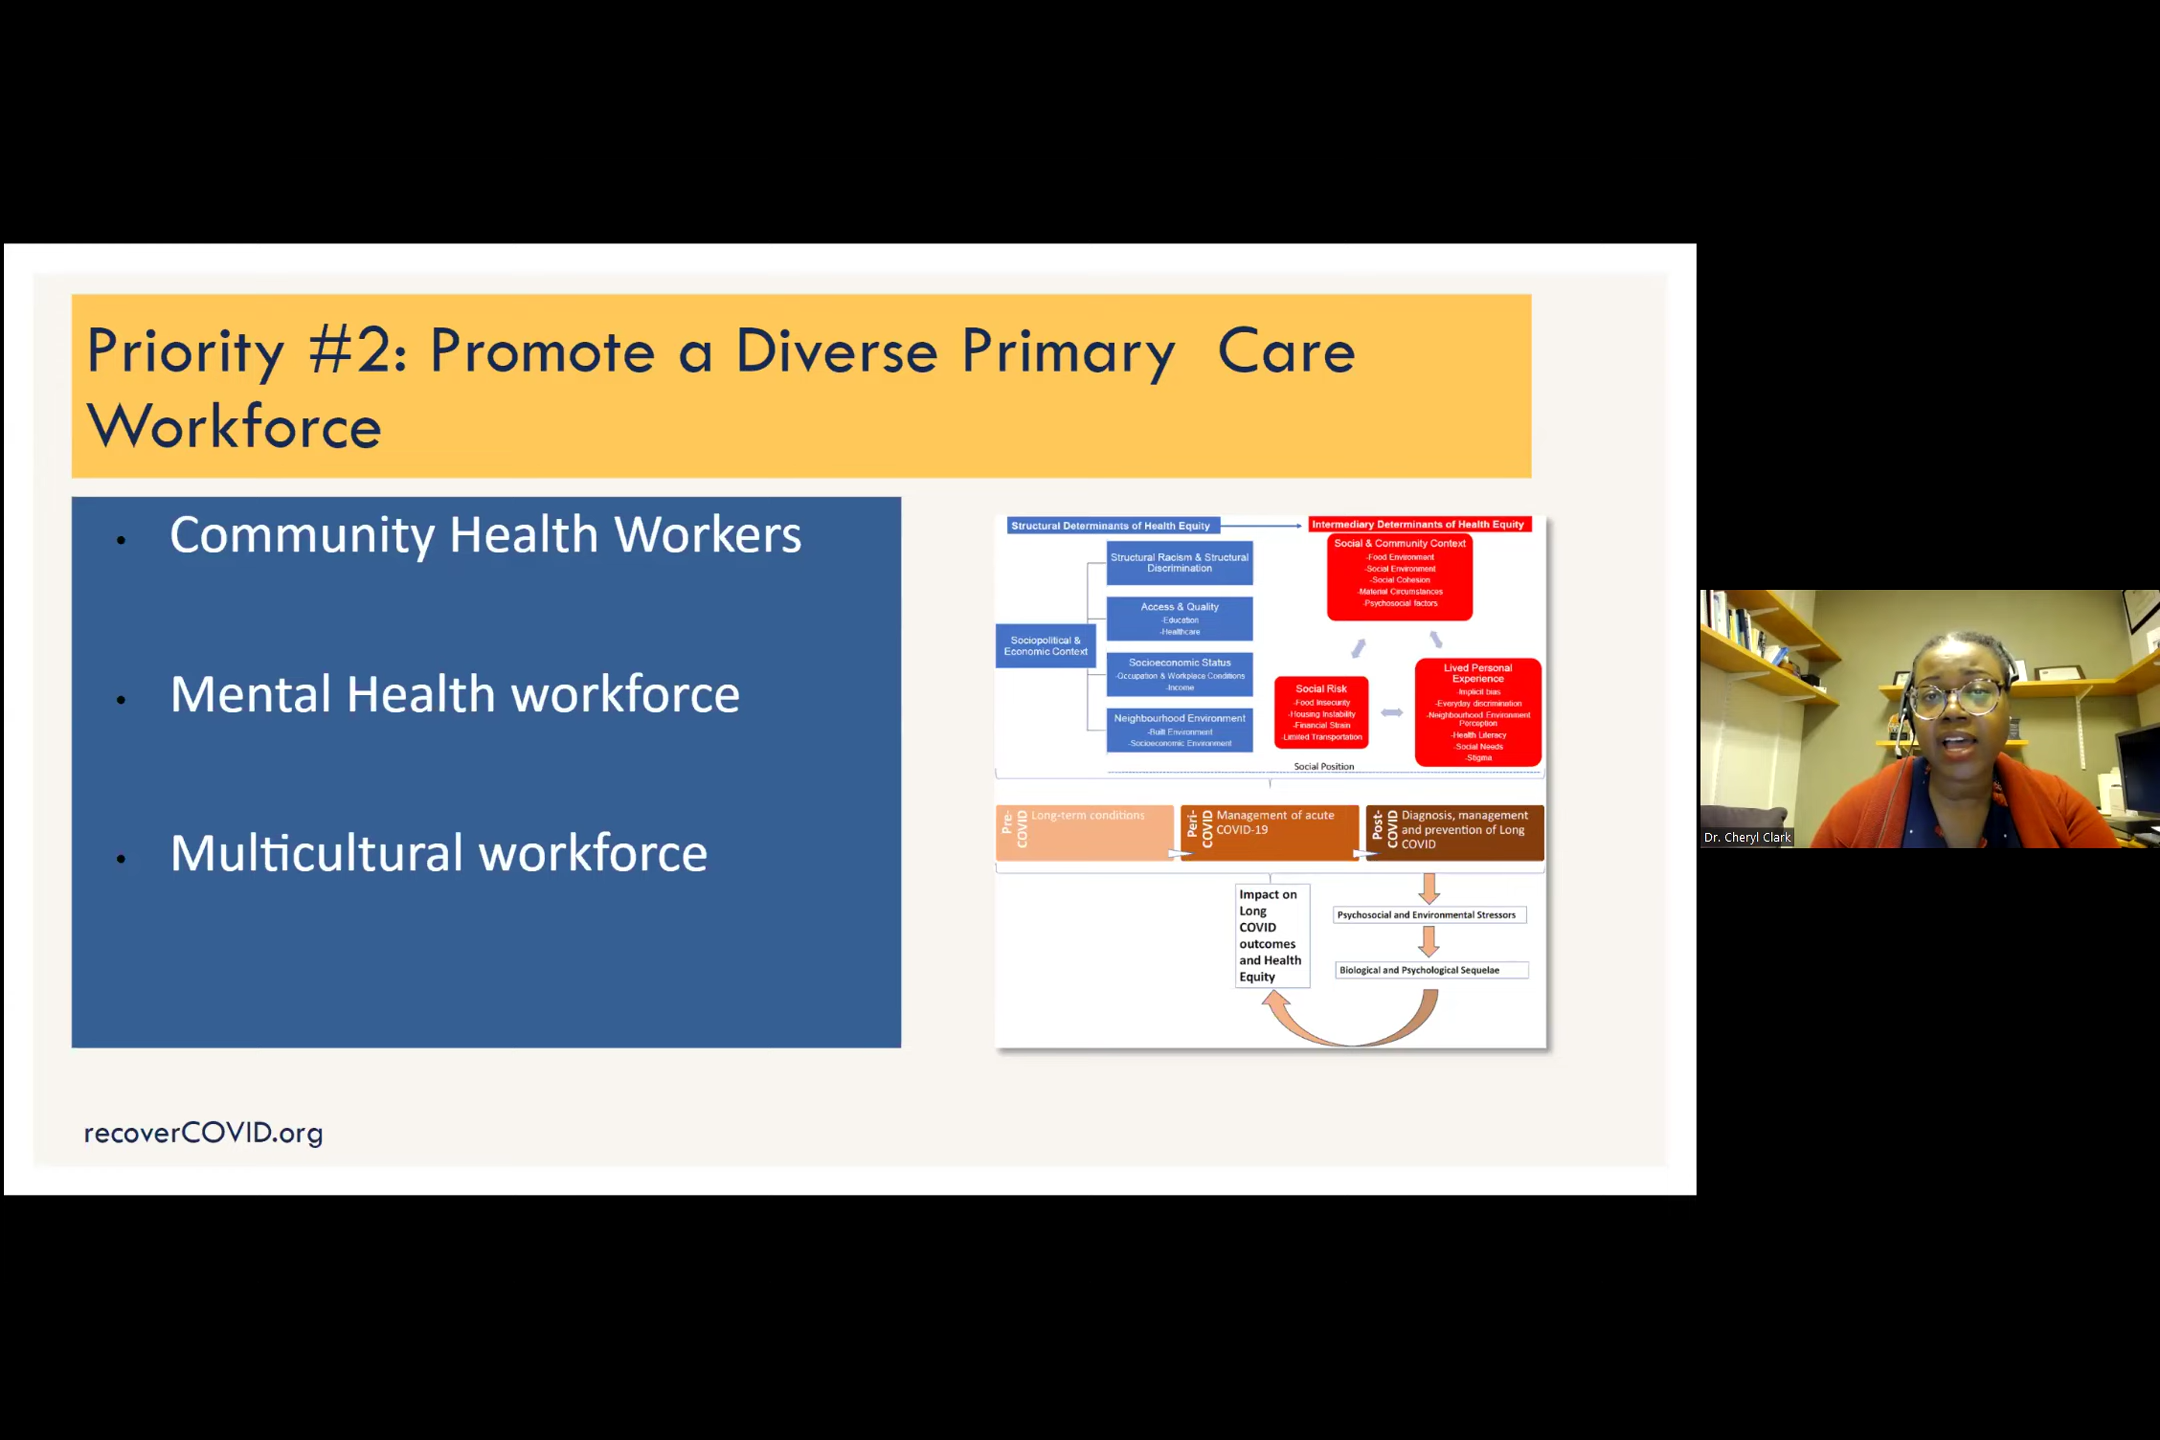 Priority #2: Promote a Diverse Primary Care
Workforce
• Community Health Workers
• Mental Health workforce
• Multicultural workforce
Structural Determinants of Health Equity
Intermediary Determinants of Health Equity
Sociopolitical &
Economic Context
Structural Racism & Structural
Discrimination
Access & Quality
-Education
-Healthcare
Socioeconomic Status
-Occupation & Workplace Conditions
-Income
Neighbourhood Environment
-Built Environment
-Socioeconomic Environment
Social & Community Context
-Food Environment
-Social Environment
-Social Cohesion
-Material Circumstances
-Psychosocial factors
Social Risk
-Food Insecurity
-Housing Instability
-Financial Strain
-Limited Transportation
Lived Personal
Experience
-Implicit bias
-Everyday discrimination
-Neighbourhood Environment
Perception
-Health Literacy
-Social Needs
-Stigma
Social Position
Pre-
COVID
Long-term conditions
Peri-
COVID
Management of acute
COVID-19
Post-
COVID
Diagnosis, management
and prevention of Long
COVID
Impact on
Long
COVID
outcomes
and Health
Equity
Psychosocial and Environmental Stressors
Biological and Psychological Sequelae
recoverCOVID.org
Dr. Cheryl Clark